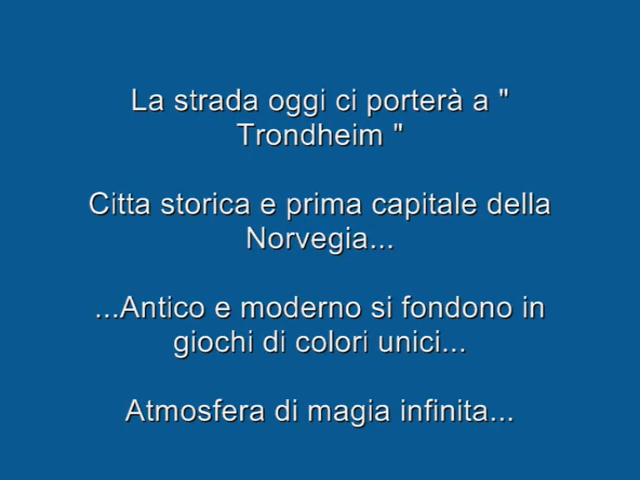 La strada oggi ci porterà a "
Trondheim "
Citta storica e prima capitale della
Norvegia...
...Antico e moderno si fondono in
giochi di colori unici...
Atmosfera di magia infinita...